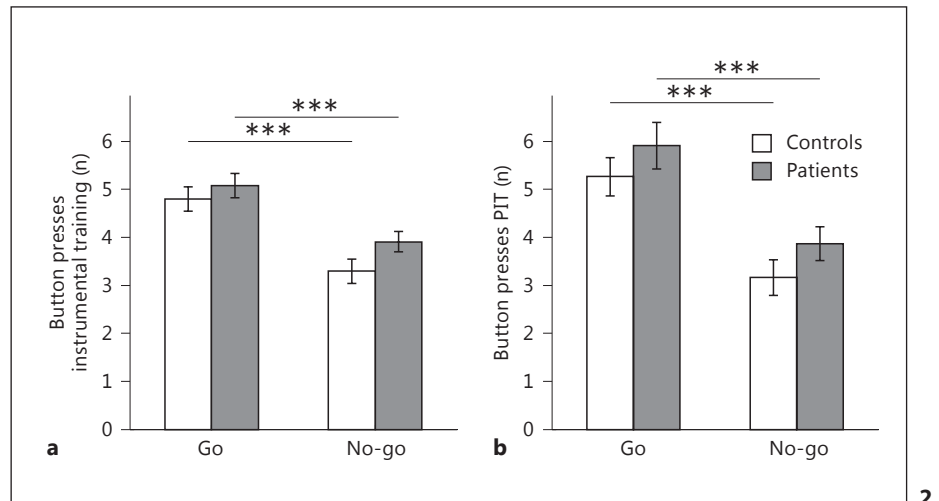 Button presses
instrumental training (n)
6
5
4
3
2
1
0
***
***
Go
No-go
a
Button presses PIT (n)
6
5
4
3
2
1
0
***
***
Controls
Patients
Go
No-go
b
2